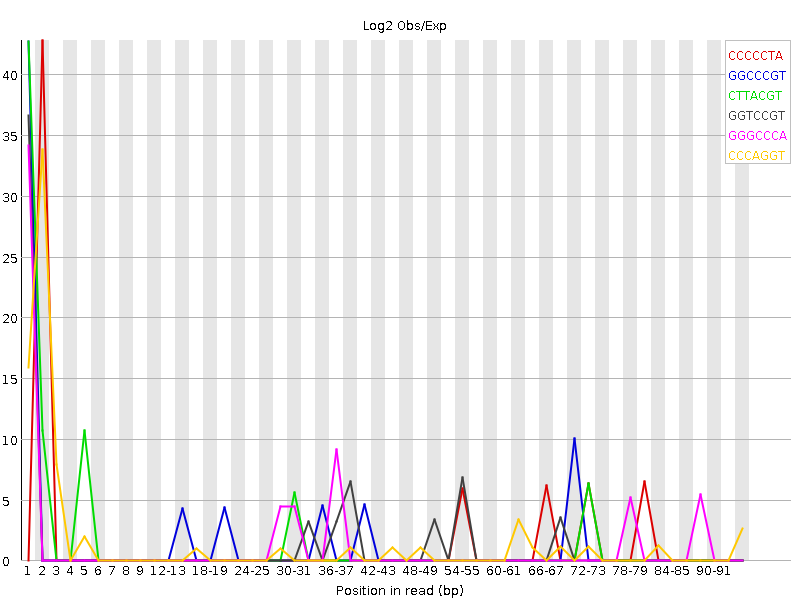 Log2 Obs/Exp
CCCCCTA
GGCCCGT
CTTACGT
GGTCCGT
GGGCCCA
CCCAGGT
40
35
30
25
20
15
10
5
0
1 2 3 4 5 6 7 8 9 12-13 18-19 24-25 30-31 36-37 42-43 48-49 54-55 60-61 66-67 72-73 78-79 84-85 90-91
Position in read (bp)